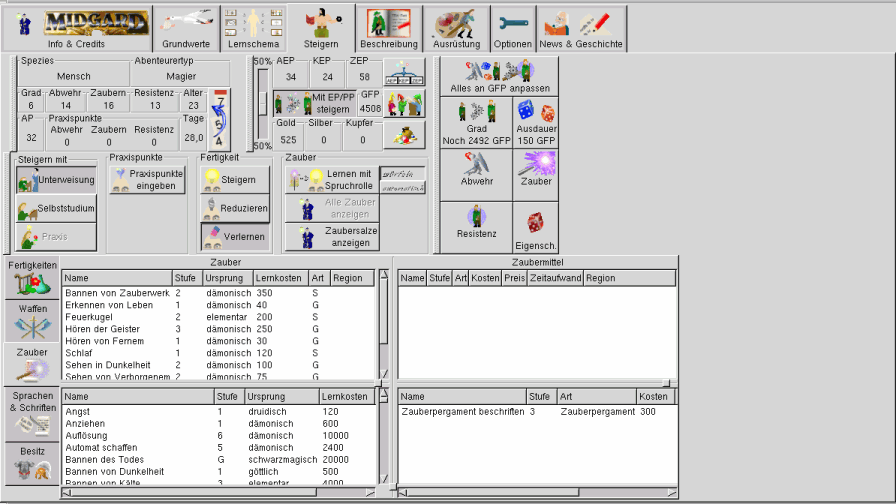 MIDGARD
Info & Credits
Grundwerte
Lernschema
Steigern
Beschreibung
Ausrüstung
Optionen
News & Geschichte
Spezies
Abenteurertyp
Mensch
Magier
Grad Abwehr Zaubern Resistenz Alter
6 14 16 13 23
AP Praxispunkte Tage
Abwehr Zaubern Resistenz
32 0 0 0 28,0
7
5
4
50%
50%
AEP KEP ZEP
34 24 58
AEP KEP ZEP
Mit EP/PP
steigern
GFP
4508
Gold Silber Kupfer
525 0 0
Alles an GFP anpassen
Grad
Noch 2492 GFP
Ausdauer
150 GFP
Abwehr
Zauber
Resistenz
Eigensch.
Steigern mit
Unterweisung
Selbststudium
Praxis
Praxispunkte
Praxispunkte
eingeben
Fertigkeit
Steigern
Reduzieren
Verlernen
Zauber
Lernen mit
Spruchrolle
Alle Zauber
anzeigen
Zaubersalze
anzeigen
Fertigkeiten
Waffen
Zauber
Sprachen
& Schriften
Besitz
Zauber
Name Stufe Ursprung Lernkosten Art Region
Bannen von Zauberwerk 2 dämonisch 350 S
Erkennen von Leben 1 dämonisch 40 G
Feuerkugel 2 elementar 200 S
Hören der Geister 3 dämonisch 250 G
Hören von Fernem 1 dämonisch 30 G
Schlaf 1 dämonisch 120 S
Sehen in Dunkelheit 2 dämonisch 100 G
Sehen von Verborgenem 2 dämonisch 75 G
Zaubermittel
Name Stufe Art Kosten Preis Zeitaufwand Region
Name Stufe Ursprung Lernkosten
Angst 1 druidisch 120
Anziehen 1 dämonisch 600
Auflösung 6 dämonisch 10000
Automat schaffen 5 dämonisch 2400
Bannen des Todes G schwarzmagisch 20000
Bannen von Dunkelheit 1 göttlich 500
Bannen von Kälte 3 elementar 4000
Name Stufe Art Kosten
Zauberpergament beschriften 3 Zauberpergament 300